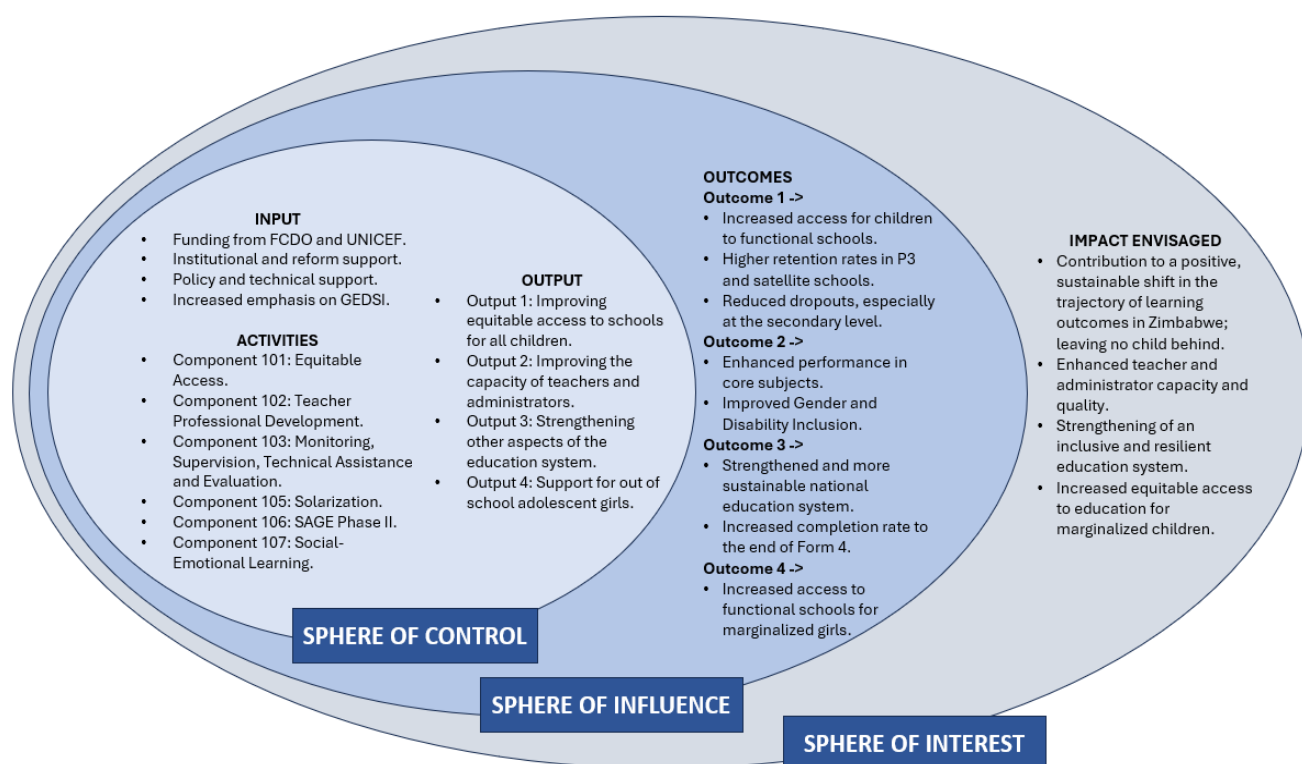 INPUT
• Funding from FCDO and UNICEF.
• Institutional and reform support.
• Policy and technical support.
• Increased emphasis on GEDSI.
ACTIVITIES
• Component 101: Equitable
Access.
• Component 102: Teacher
Professional Development.
• Component 103: Monitoring,
Supervision, Technical Assistance
and Evaluation.
• Component 105: Solarization.
• Component 106: SAGE Phase II.
• Component 107: Social-
Emotional Learning.
OUTPUT
• Output 1: Improving
equitable access to schools
for all children.
• Output 2: Improving the
capacity of teachers and
administrators.
• Output 3: Strengthening
other aspects of the
education system.
• Output 4: Support for out of
school adolescent girls.
SPHERE OF CONTROL
OUTCOMES
Outcome 1 ->
• Increased access for children
to functional schools.
• Higher retention rates in P3
and satellite schools.
• Reduced dropouts, especially
at the secondary level.
Outcome 2 ->
• Enhanced performance in
core subjects.
• Improved Gender and
Disability Inclusion.
Outcome 3 ->
• Strengthened and more
sustainable national
education system.
• Increased completion rate to
the end of Form 4.
Outcome 4 ->
• Increased access to
functional schools for
marginalized girls.
SPHERE OF INFLUENCE
IMPACT ENVISAGED
• Contribution to a positive,
sustainable shift in the
trajectory of learning
outcomes in Zimbabwe;
leaving no child behind.
• Enhanced teacher and
administrator capacity and
quality.
• Strengthening of an
inclusive and resilient
education system.
• Increased equitable access
to education for
marginalized children.
SPHERE OF INTEREST